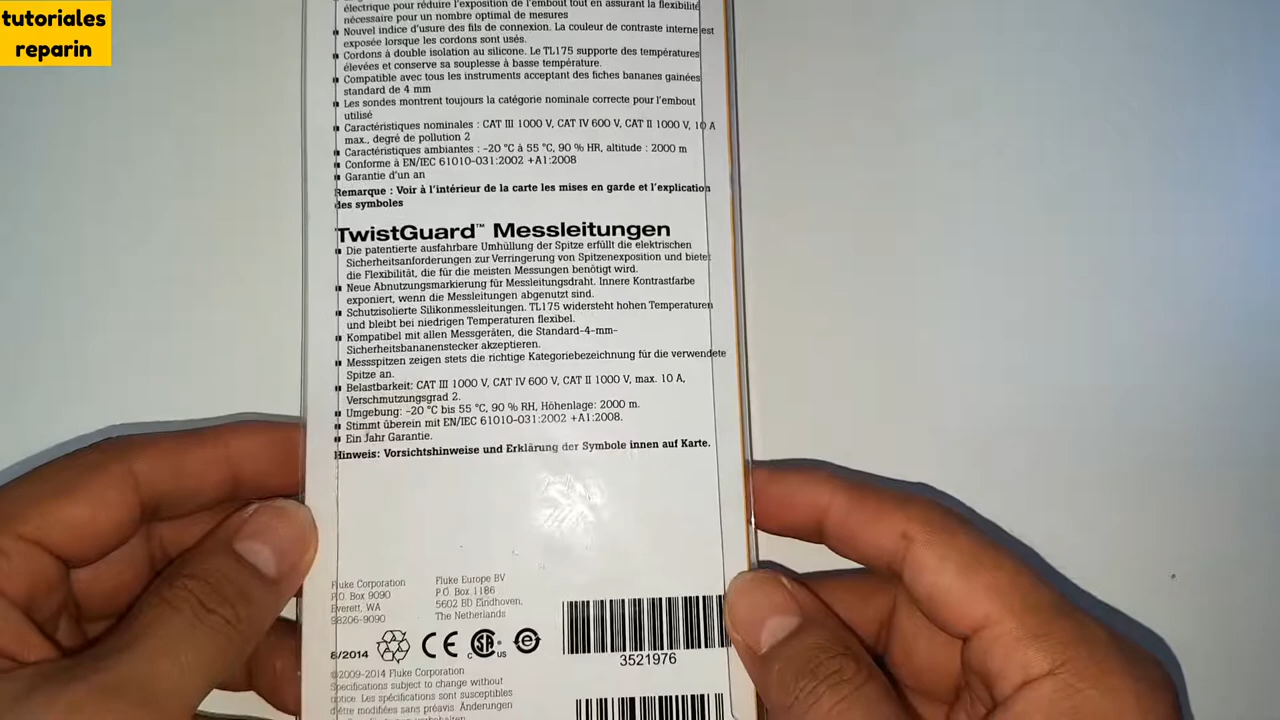 tutoriales
reparin
électrique pour réduire l'exposition de l'embout tout en assurant la flexibilité
nécessaire pour un nombre optimal de mesures
Nouvel indice d'usure des fils de connexion. La couleur de contraste interne est
exposée lorsque les cordons sont usés.
Cordons à double isolation au silicone. Le TL175 supporte des températures
élevées et conserve sa souplesse à basse température.
Compatible avec tous les instruments acceptant des fiches bananes gainées
standard de 4 mm
Les sondes montrent toujours la catégorie nominale correcte pour l'embout
utilisé
Caractéristiques nominales : CAT III 1000 V, CAT IV 600 V, CAT II 1000 V, 10 A
max., degré de pollution 2
Caractéristiques ambiantes : -20 °C à 55 °C, 90 % HR, altitude : 2000 m
Conforme à EN/IEC 61010-031:2002 +A1:2008
Garantie d'un an
Remarque : Voir à l'intérieur de la carte les mises en garde et l'explication
des symboles
TwistGuard™ Messleitungen
Die patentierte ausfahrbare Umhüllung der Spitze erfüllt die elektrischen
Sicherheitsanforderungen zur Verringerung von Spitzenexposition und bietet
die Flexibilität, die für die meisten Messungen benötigt wird.
Neue Abnutzungsmarkierung für Messleitungsdraht. Innere Kontrastfarbe
exponiert, wenn die Messleitungen abgenutzt sind.
Schutzisolierte Silikonmessleitungen. TL175 widersteht hohen Temperaturen
und bleibt bei niedrigen Temperaturen flexibel.
Kompatibel mit allen Messgeräten, die Standard-4-mm-
Sicherheitsbananenstecker akzeptieren.
Messspitzen zeigen stets die richtige Kategoriebezeichnung für die verwendete
Spitze an.
Belastbarkeit: CAT III 1000 V, CAT IV 600 V, CAT II 1000 V, max. 10 A,
Verschmutzungsgrad 2.
Umgebung: -20 °C bis 55 °C, 90 % RH, Höhenlage: 2000 m.
Stimmt überein mit EN/IEC 61010-031:2002 +A1:2008.
Ein Jahr Garantie.
Hinweis: Vorsichtshinweise und Erklärung der Symbole innen auf Karte.
Fluke Corporation
P.O. Box 9090
Everett, WA
98206-9090
Fluke Europe BV
P.O. Box 1186
5602 BD Eindhoven,
The Netherlands
8/2014
CE
C SA US
e
3521976
©2009-2014 Fluke Corporation
Specifications subject to change without
notice. Les spécifications sont susceptibles
d'être modifiées sans préavis. Änderungen